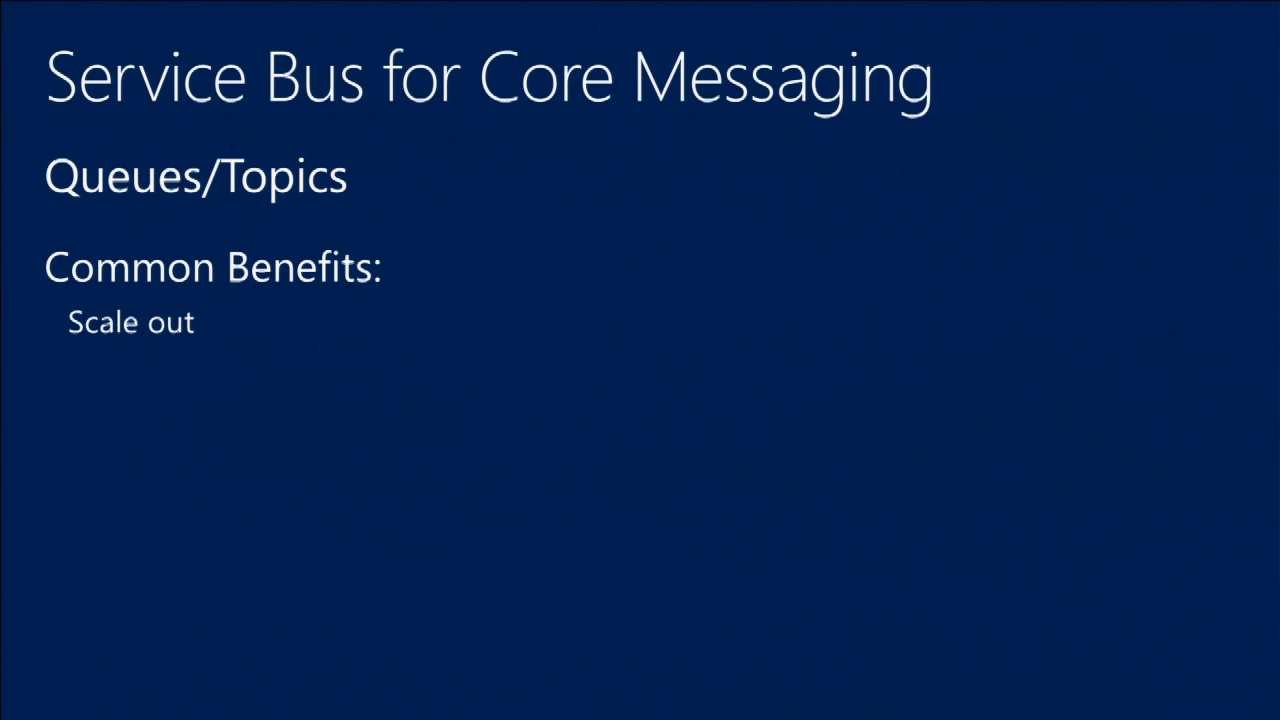 Service Bus for Core Messaging
Queues/Topics
Common Benefits:
Scale out